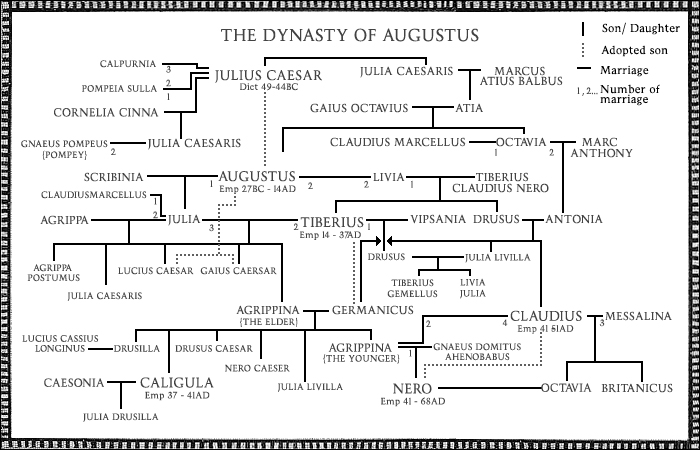 THE DYNASTY OF AUGUSTUS
Son/ Daughter
Adopted son
Marriage
1, 2... Number of
marriage
CALPURNIA
3
POMPEIA SULLA
2
1
CORNELIA CINNA
JULIUS CAESAR
Dict 49-44BC
JULIA CAESARIS
MARCUS
ATIUS BALBUS
GAIUS OCTAVIUS
ATIA
GNAEUS POMPEUS
{POMPEY}
2
JULIA CAESARIS
CLAUDIUS MARCELLUS
1
OCTAVIA
2
MARC
ANTHONY
SCRIBINIA
1
AUGUSTUS
Emp 27BC - 14AD
2
2
LIVIA
1
TIBERIUS
CLAUDIUS NERO
CLAUDIUSMARCELLUS
1
AGRIPPA
2
JULIA
3
2
TIBERIUS
1
Emp 14 - 37AD
VIPSANIA
DRUSUS
ANTONIA
AGRIPPA
POSTUMUS
LUCIUS CAESAR
GAIUS CAERSAR
DRUSUS
JULIA LIVILLA
JULIA CAESARIS
TIBERIUS
GEMELLUS
LIVIA
JULIA
AGRIPPINA
{THE ELDER}
GERMANICUS
4
CLAUDIUS
Emp 41 51AD
3
MESSALINA
LUCIUS CASSIUS
LONGINUS
DRUSILLA
DRUSUS CAESAR
NERO CAESER
JULIA LIVILLA
AGRIPPINA
{THE YOUNGER}
2
1
GNAEUS DOMITUS
AHENOBABUS
CAESONIA
CALIGULA
Emp 37 - 41AD
JULIA DRUSILLA
NERO
Emp 41 - 68AD
OCTAVIA
BRITANICUS